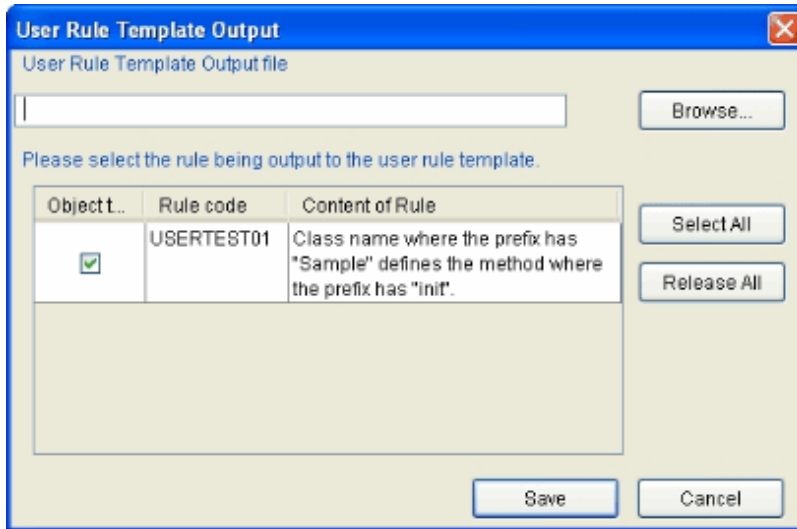 User Rule Template Output
User Rule Template Output file
Browse...
Please select the rule being output to the user rule template.
Object t... Rule code Content of Rule
USERTEST01 Class name where the prefix has
"Sample" defines the method where
the prefix has "init".
Select All
Release All
Save Cancel